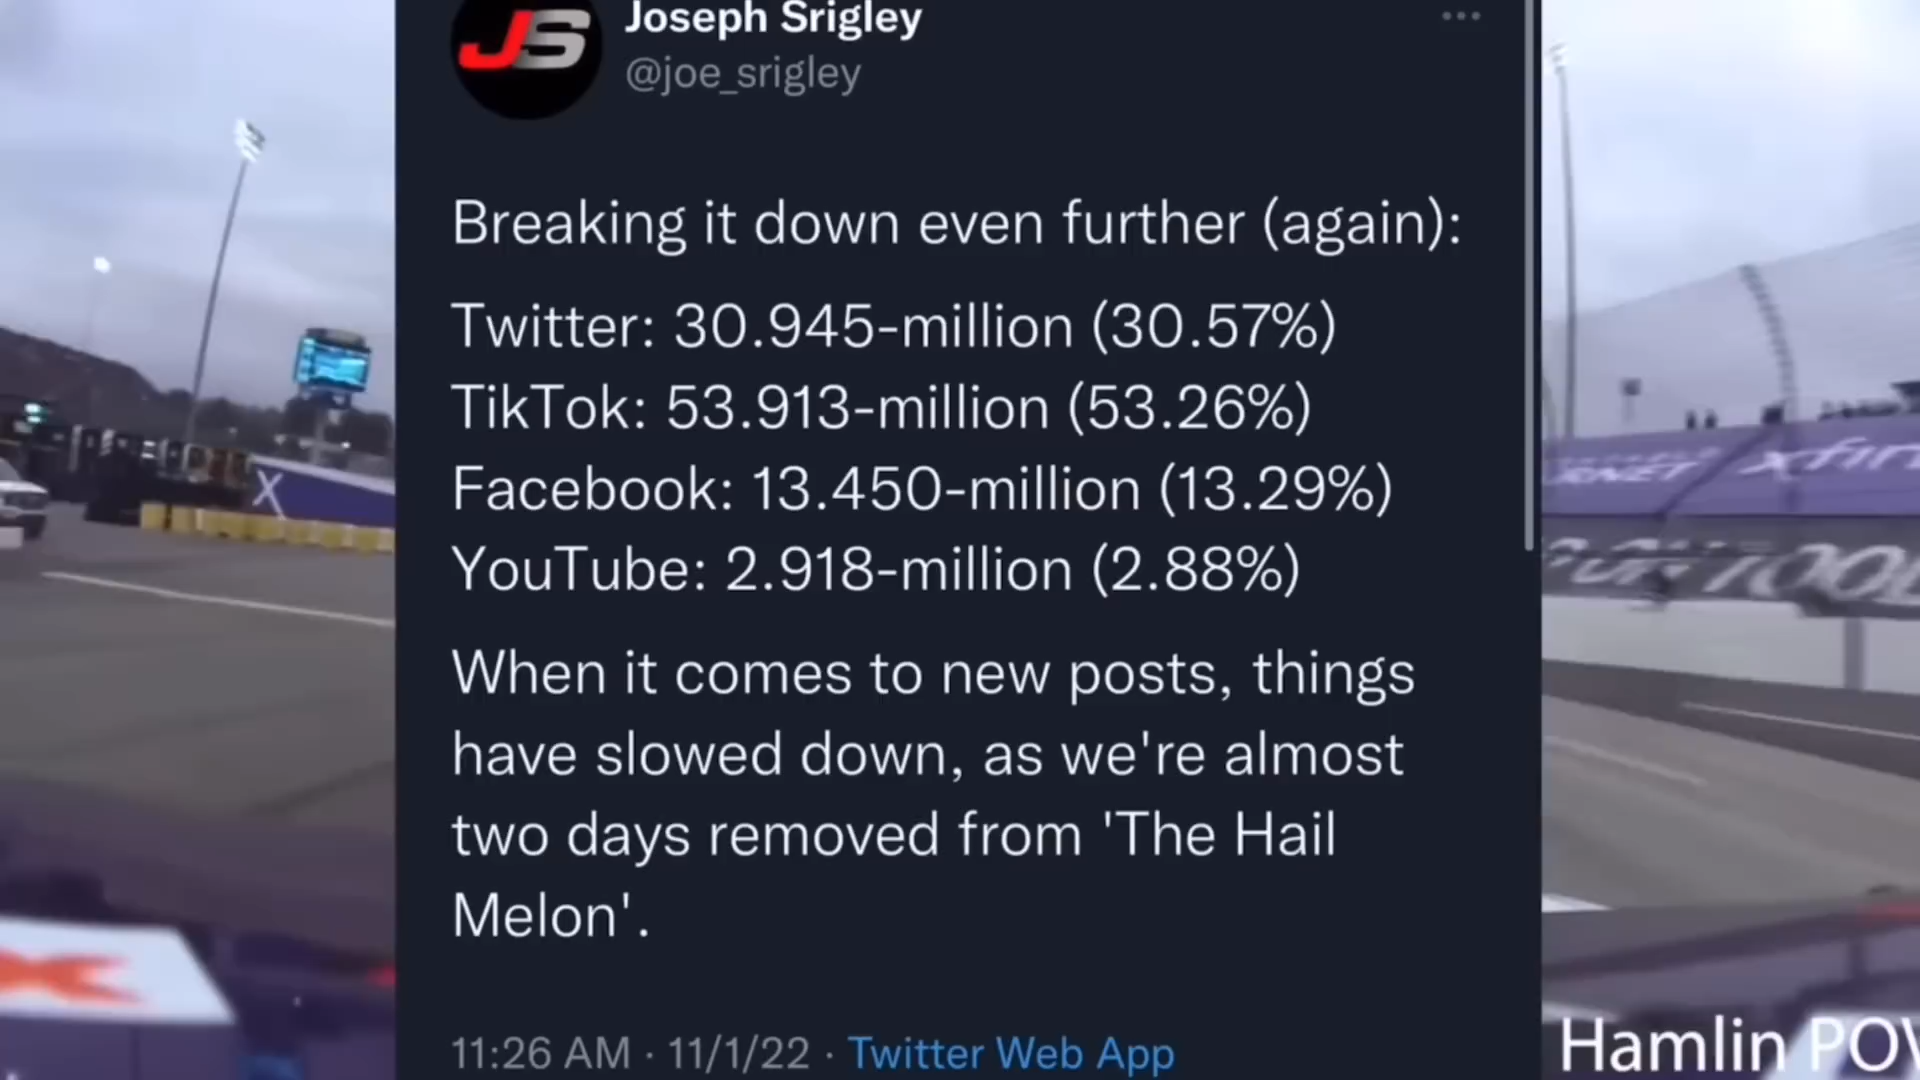 JS
Joseph Srigley
@joe_srigley
Breaking it down even further (again):
Twitter: 30.945-million (30.57%)
TikTok: 53.913-million (53.26%)
Facebook: 13.450-million (13.29%)
YouTube: 2.918-million (2.88%)
When it comes to new posts, things
have slowed down, as we're almost
two days removed from 'The Hail
Melon'.
11:26 AM · 11/1/22 · Twitter Web App
X
xfin
Hamlin POV